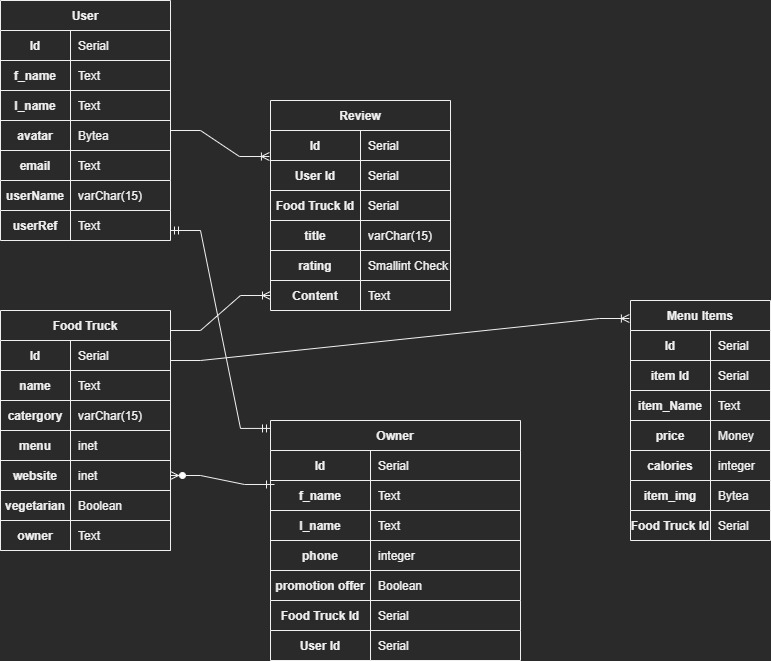 User
Id Serial
f_name Text
l_name Text
avatar Bytea
email Text
userName varChar(15)
userRef Text
Review
Id Serial
User Id Serial
Food Truck Id Serial
title varChar(15)
rating Smallint Check
Content Text
Food Truck
Id Serial
name Text
catergory varChar(15)
menu inet
website inet
vegetarian Boolean
owner Text
Owner
Id Serial
f_name Text
l_name Text
phone integer
promotion offer Boolean
Food Truck Id Serial
User Id Serial
Menu Items
Id Serial
item Id Serial
item_Name Text
price Money
calories integer
item_img Bytea
Food Truck Id Serial